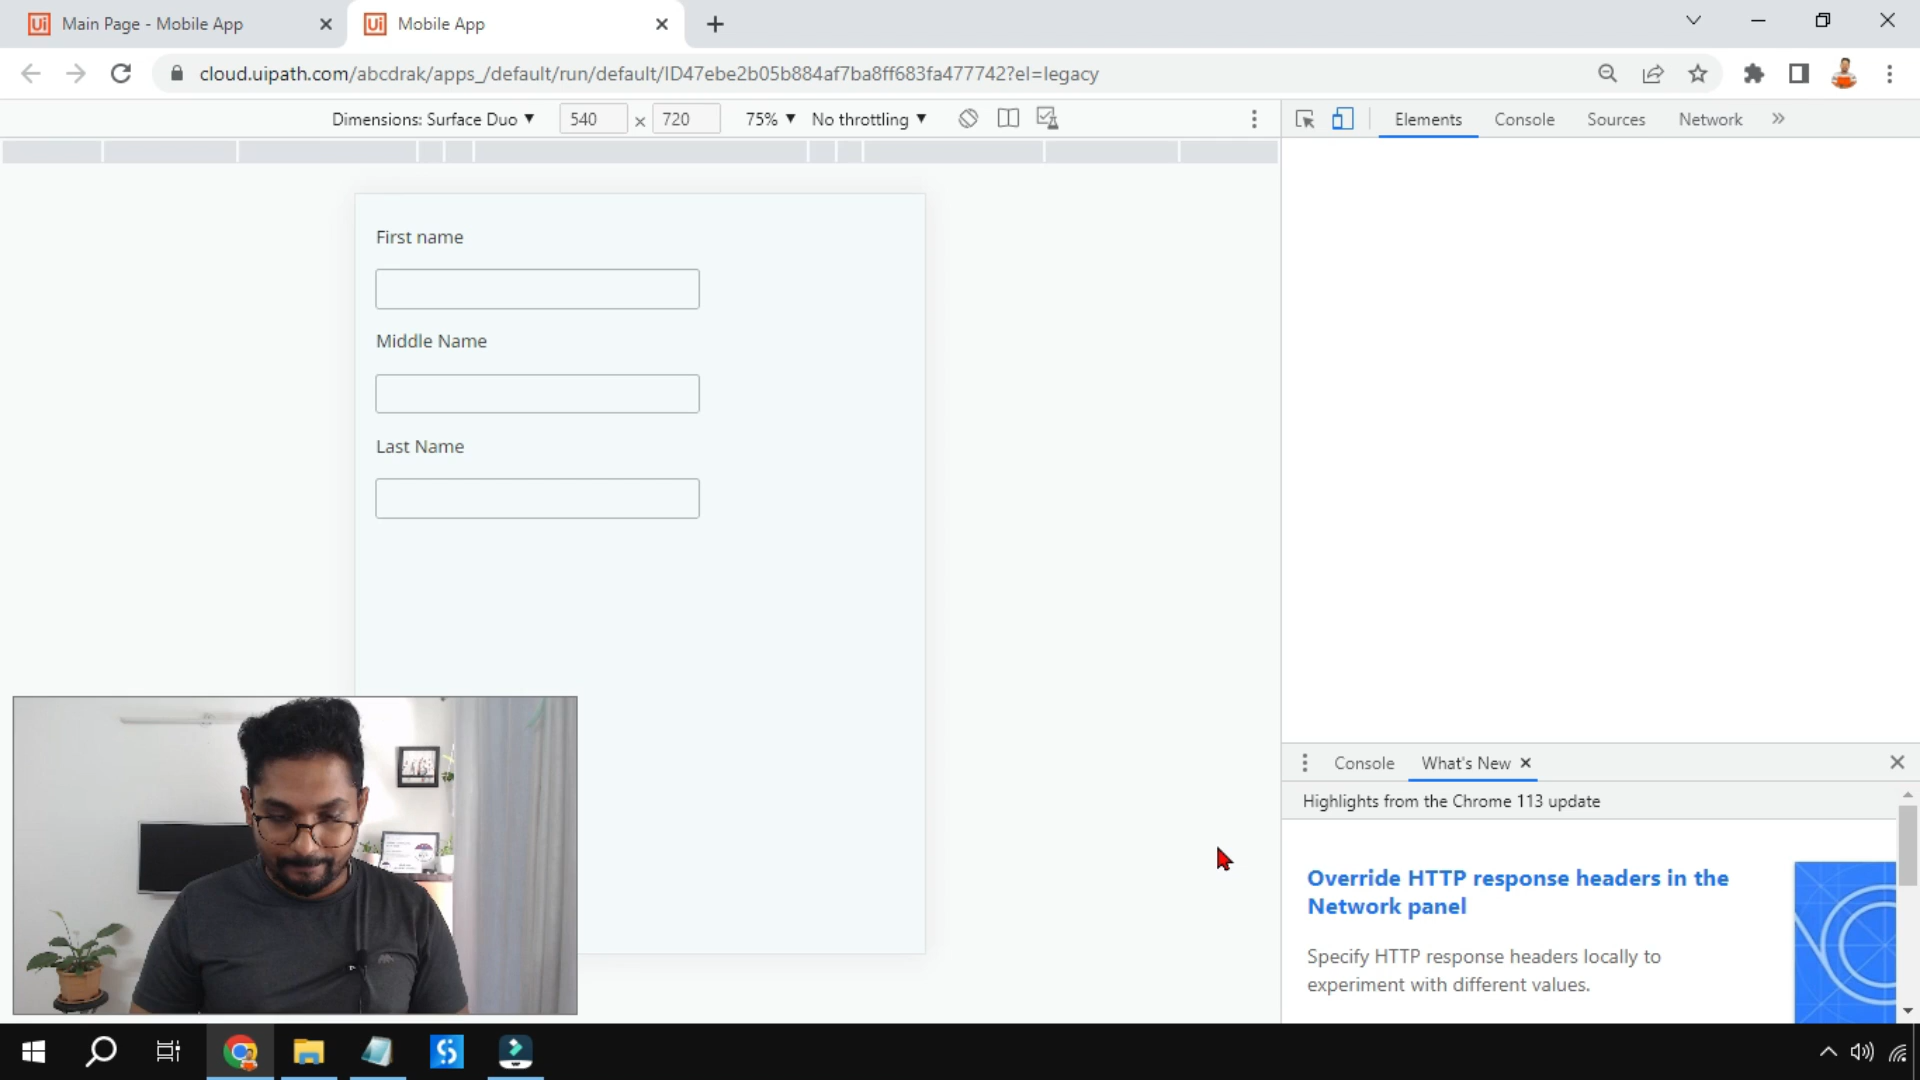 Ui Main Page - Mobile App
Ui Mobile App
cloud.uipath.com/abcdrak/apps_/default/run/default/ID47ebe2b05b884af7ba8ff683fa477742?el=legacy
Dimensions: Surface Duo 540 x 720 75% No throttling
Elements Console Sources Network
First name
Middle Name
Last Name
Console What's New
Highlights from the Chrome 113 update
Override HTTP response headers in the
Network panel
Specify HTTP response headers locally to
experiment with different values.